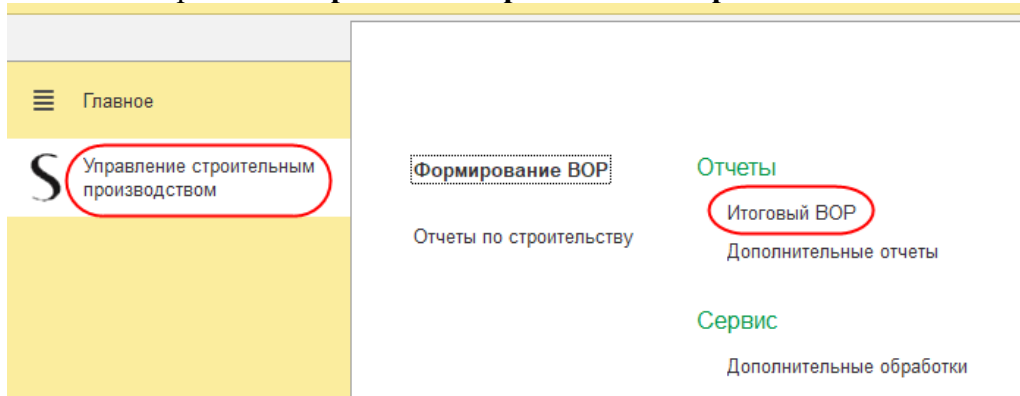 Главное
Управление строительным
производством
Формирование ВОР
Отчеты по строительству
Отчеты
Итоговый ВОР
Дополнительные отчеты
Сервис
Дополнительные обработки